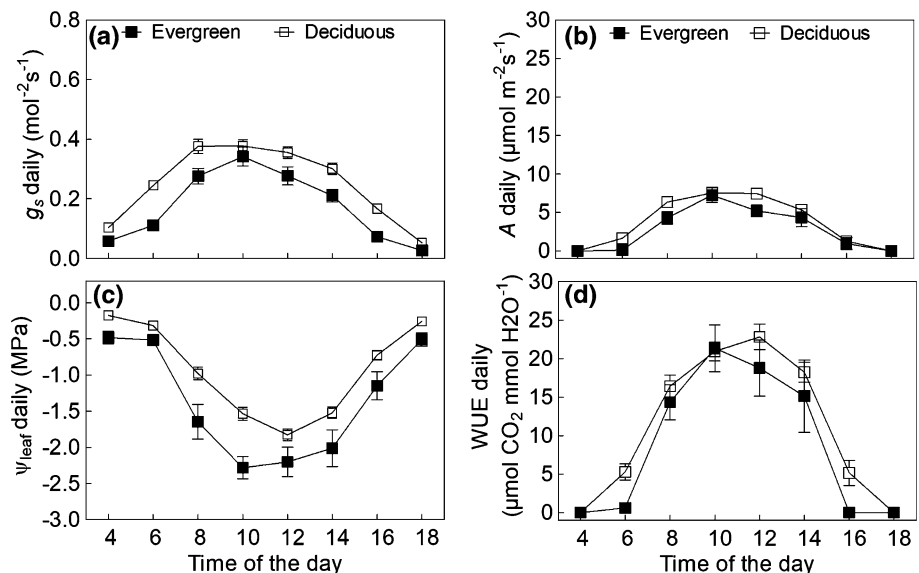 (a) Evergreen Deciduous
0.8
0.6
0.4
0.2
0.0
gs daily (mol⁻²s⁻¹)
(b) Evergreen Deciduous
30
25
20
15
10
5
0
A daily (µmol m⁻²s⁻¹)
(c)
-0.0
-0.5
-1.0
-1.5
-2.0
-2.5
-3.0
Ψleaf daily (MPa)
4 6 8 10 12 14 16 18
Time of the day
(d)
30
25
20
15
10
5
0
WUE daily
(µmol CO₂ mmol H2O⁻¹)
4 6 8 10 12 14 16 18
Time of the day